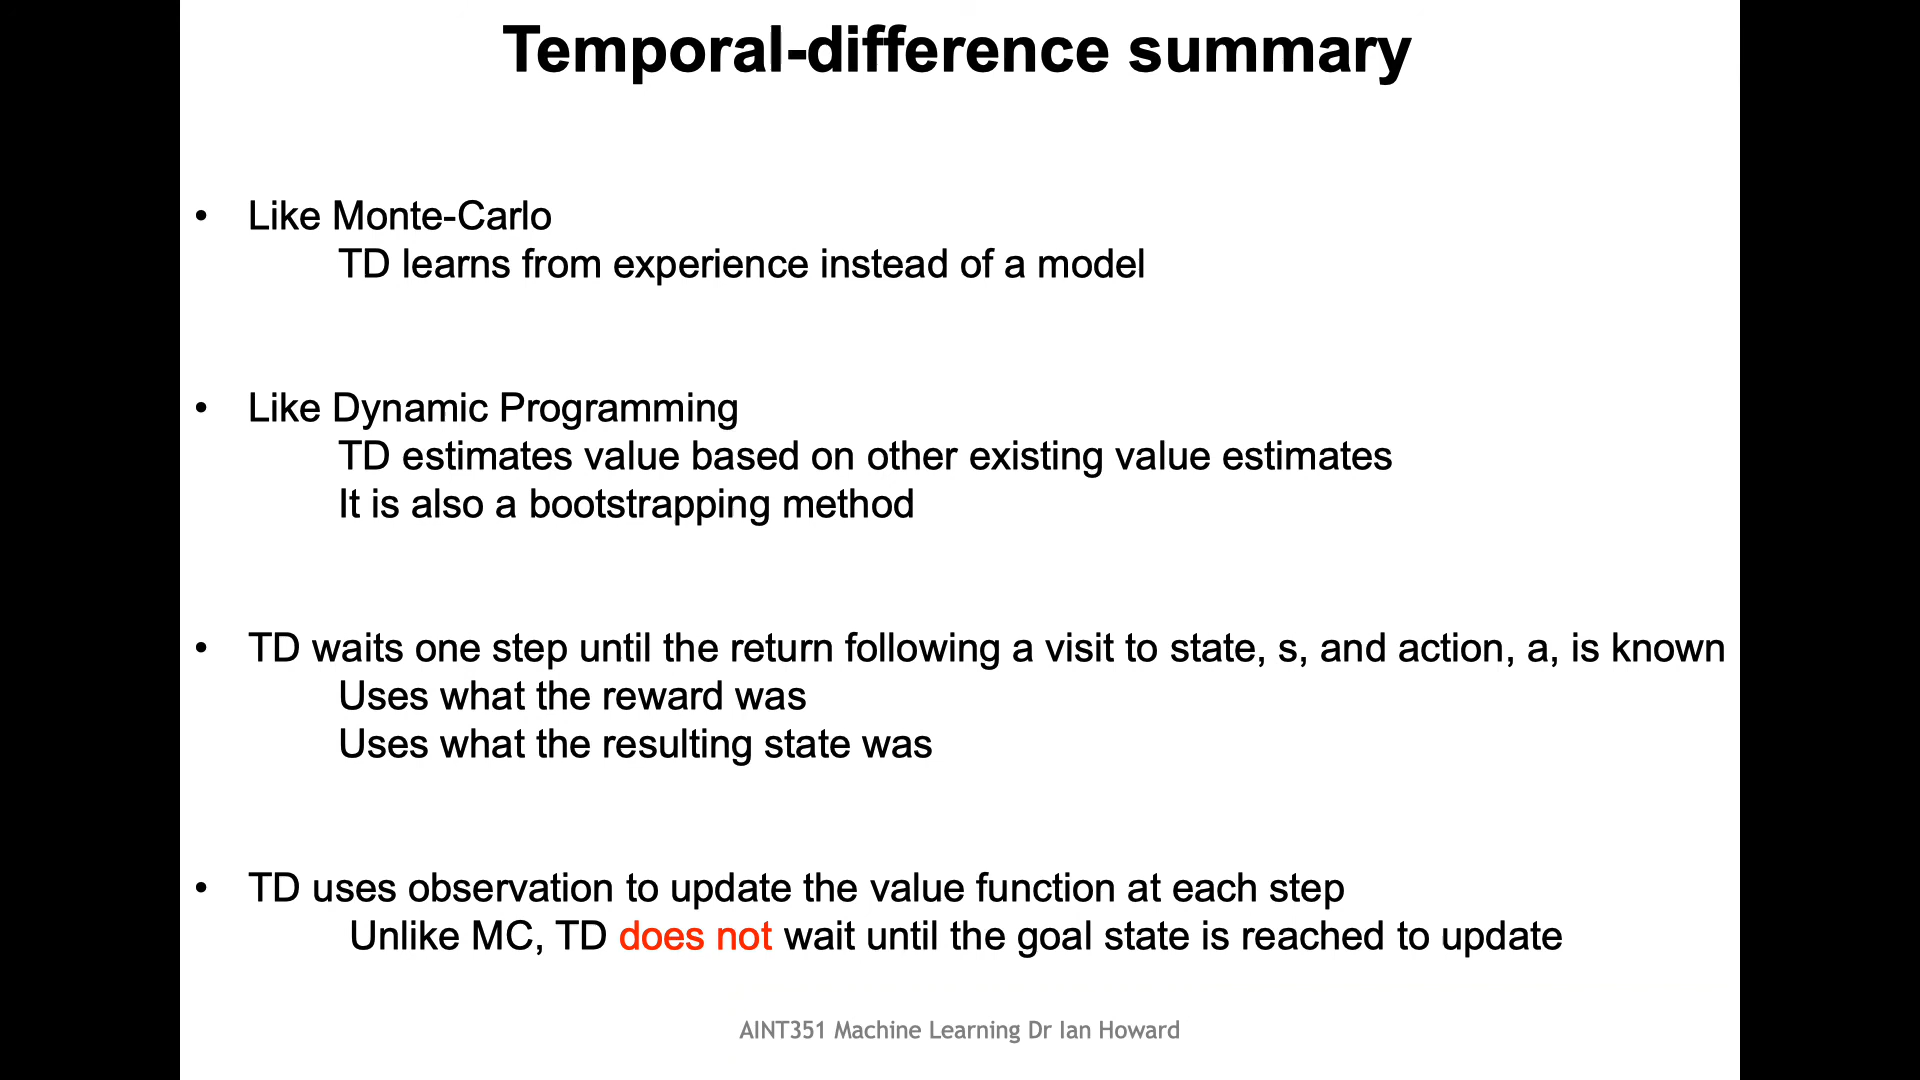 Temporal-difference summary
• Like Monte-Carlo
TD learns from experience instead of a model
• Like Dynamic Programming
TD estimates value based on other existing value estimates
It is also a bootstrapping method
• TD waits one step until the return following a visit to state, s, and action, a, is known
Uses what the reward was
Uses what the resulting state was
• TD uses observation to update the value function at each step
Unlike MC, TD does not wait until the goal state is reached to update
AINT351 Machine Learning Dr Ian Howard